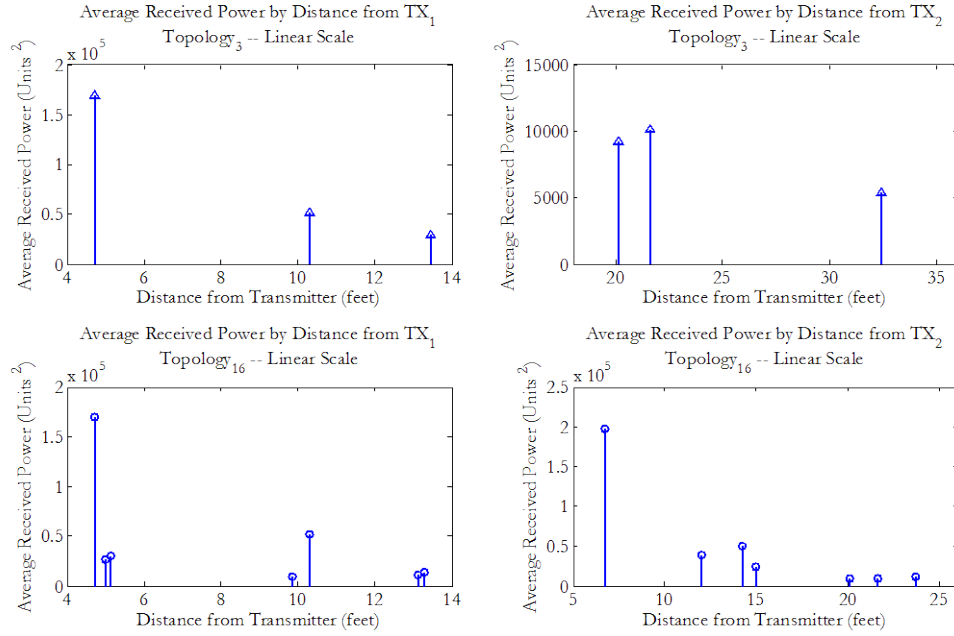 Average Received Power by Distance from TX1
Topology3 -- Linear Scale
x 10^5
Average Received Power (Units^2)
2
1.5
1
0.5
0
4 6 8 10 12 14
Distance from Transmitter (feet)
Average Received Power by Distance from TX2
Topology3 -- Linear Scale
Average Received Power (Units^2)
15000
10000
5000
0
20 25 30 35
Distance from Transmitter (feet)
Average Received Power by Distance from TX1
Topology16 -- Linear Scale
x 10^5
Average Received Power (Units^2)
2
1.5
1
0.5
0
4 6 8 10 12 14
Distance from Transmitter (feet)
Average Received Power by Distance from TX2
Topology16 -- Linear Scale
x 10^5
Average Received Power (Units^2)
2.5
2
1.5
1
0.5
0
5 10 15 20 25
Distance from Transmitter (feet)